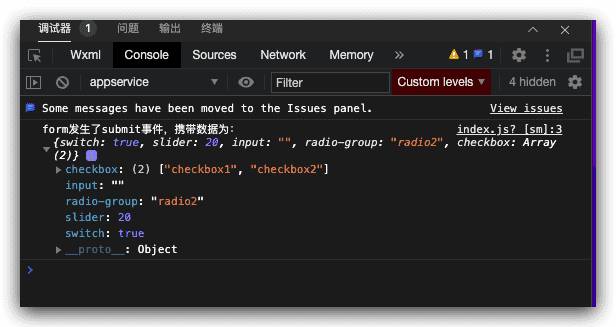 调试器 1 问题 输出 终端
Wxml Console Sources Network Memory » 1 1
appservice Filter Custom levels 4 hidden
Some messages have been moved to the Issues panel. View issues
form发生了submit事件，携带数据为： index.js? [sm]:3
{switch: true, slider: 20, input: "", radio-group: "radio2", checkbox: Array
(2)}
checkbox: (2) ["checkbox1", "checkbox2"]
input: ""
radio-group: "radio2"
slider: 20
switch: true
__proto__: Object